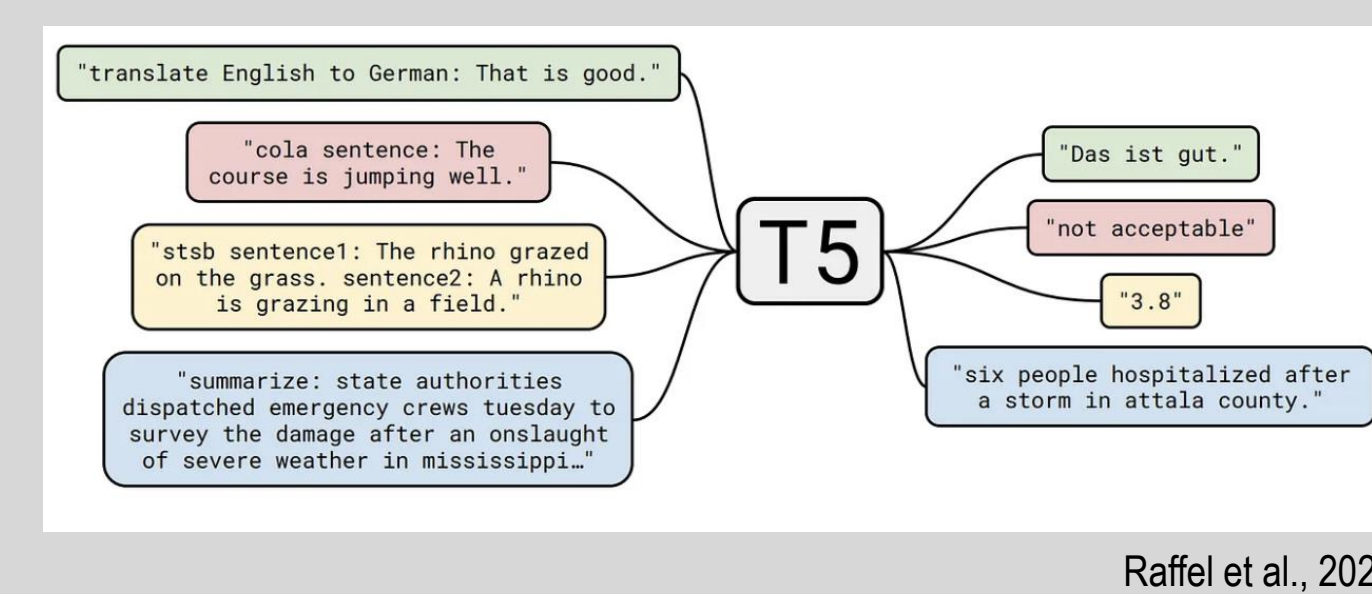 "translate English to German: That is good."
"cola sentence: The
course is jumping well."
"stsb sentence1: The rhino grazed
on the grass. sentence2: A rhino
is grazing in a field."
"summarize: state authorities
dispatched emergency crews tuesday to
survey the damage after an onslaught
of severe weather in mississippi…"
T5
"Das ist gut."
"not acceptable"
"3.8"
"six people hospitalized after
a storm in attala county."
Raffel et al., 202